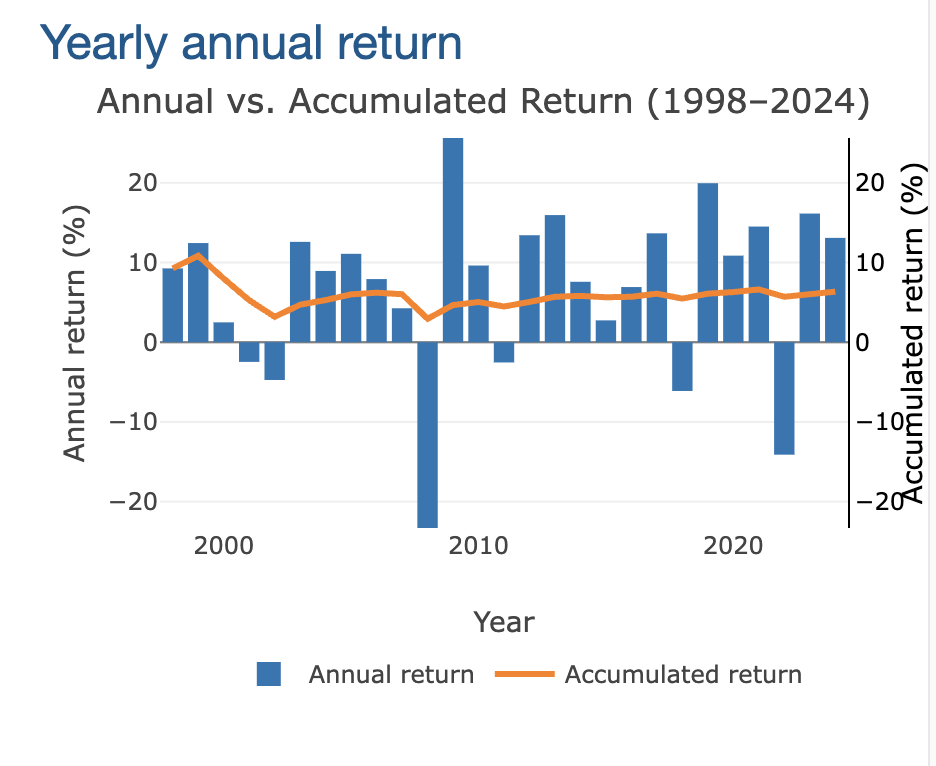 Yearly annual return
Annual vs. Accumulated Return (1998–2024)
Annual return (%)
20
10
0
−10
−20
20
10
0
−10
−20
Accumulated return (%)
2000 2010 2020
Year
Annual return Accumulated return